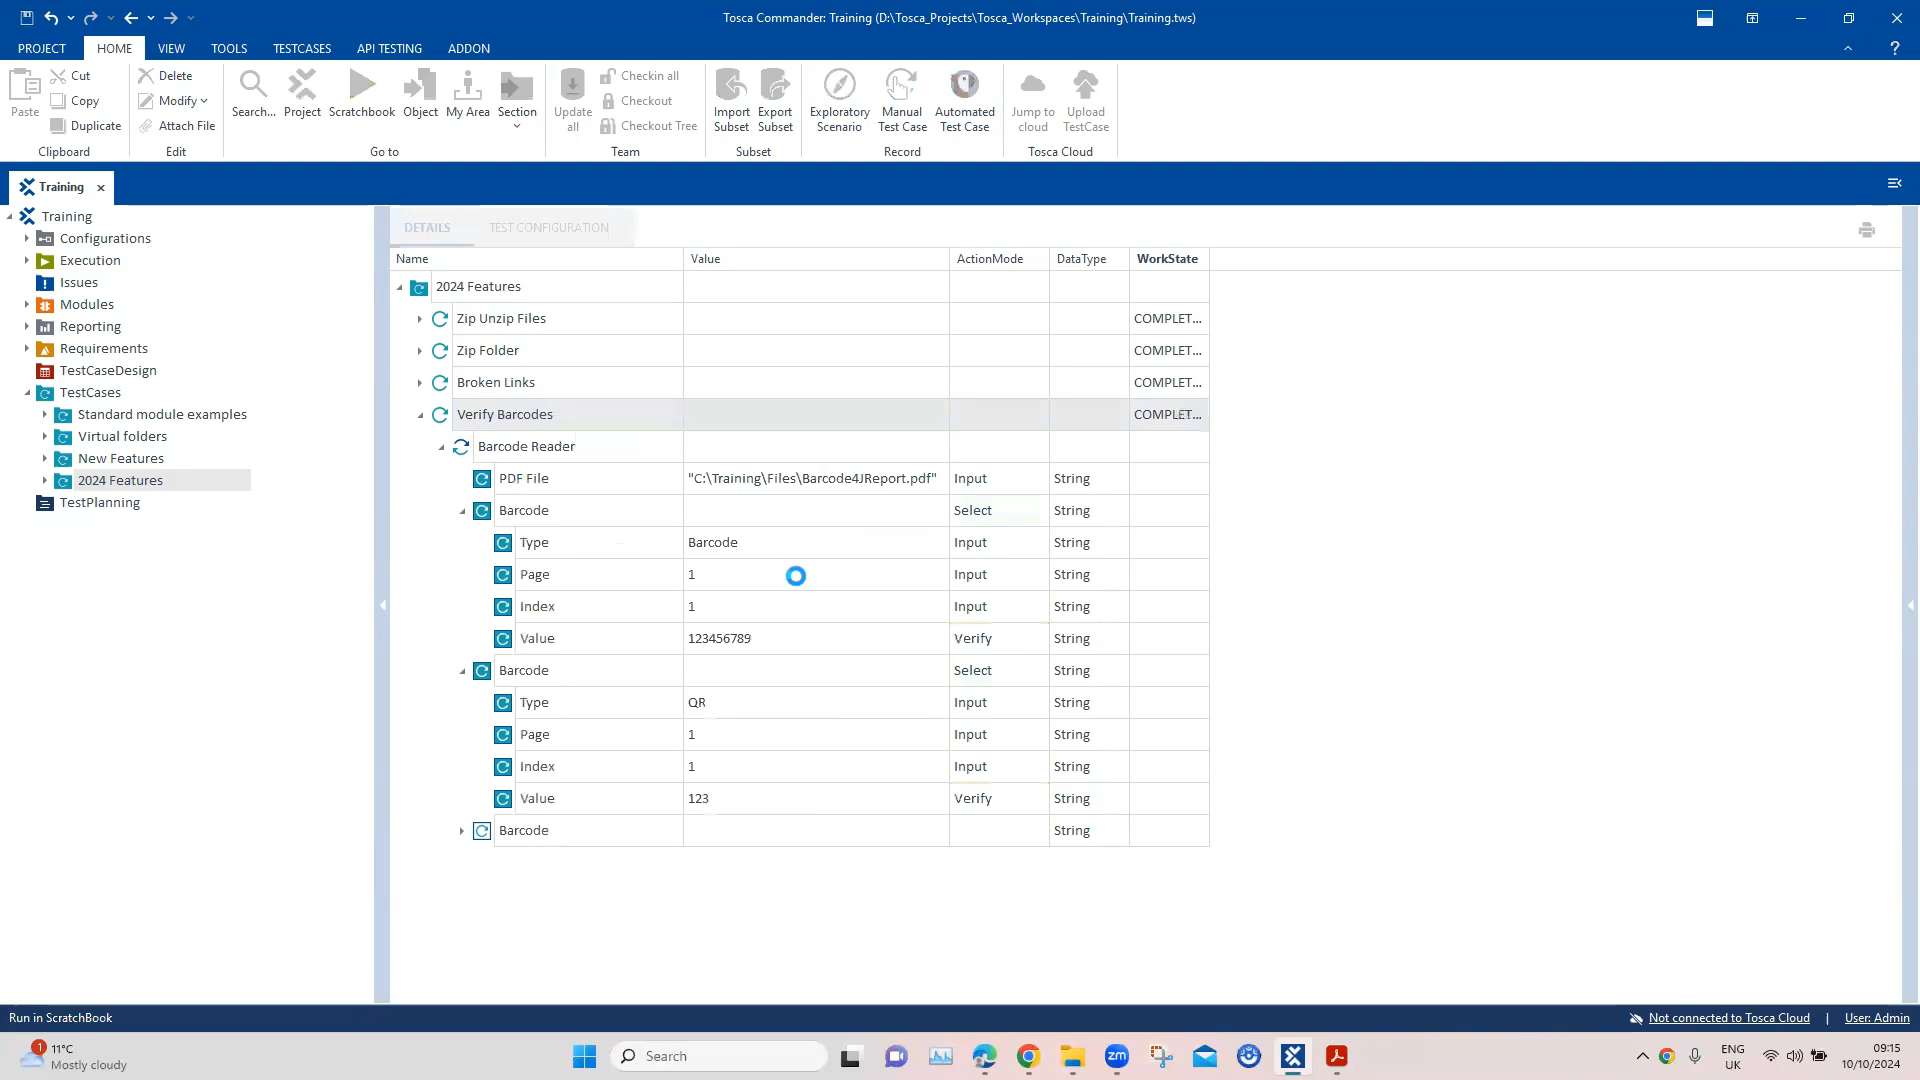 Tosca Commander: Training (D:\Tosca_Projects\Tosca_Workspaces\Training\Training.tws)
PROJECT HOME VIEW TOOLS TESTCASES API TESTING ADDON
Paste Cut Copy Duplicate Clipboard
Delete Modify Attach File Edit
Search... Project Scratchbook Object My Area Section Go to
Update all Checkin all Checkout Checkout Tree Team
Import Subset Export Subset Subset
Exploratory Scenario Manual Test Case Automated Test Case Record
Jump to cloud Upload TestCase Tosca Cloud
Training
Training
Configurations
Execution
Issues
Modules
Reporting
Requirements
TestCaseDesign
TestCases
Standard module examples
Virtual folders
New Features
2024 Features
TestPlanning
DETAILS TEST CONFIGURATION
Name Value ActionMode DataType WorkState
2024 Features
Zip Unzip Files COMPLET...
Zip Folder COMPLET...
Broken Links COMPLET...
Verify Barcodes COMPLET...
Barcode Reader
PDF File "C:\Training\Files\Barcode4JReport.pdf" Input String
Barcode Select String
Type Barcode Input String
Page 1 Input String
Index 1 Input String
Value 123456789 Verify String
Barcode Select String
Type QR Input String
Page 1 Input String
Index 1 Input String
Value 123 Verify String
Barcode String
Run in ScratchBook Not connected to Tosca Cloud | User: Admin
1 11°C
Mostly cloudy
Search
zm
ENG
UK
09:15
10/10/2024